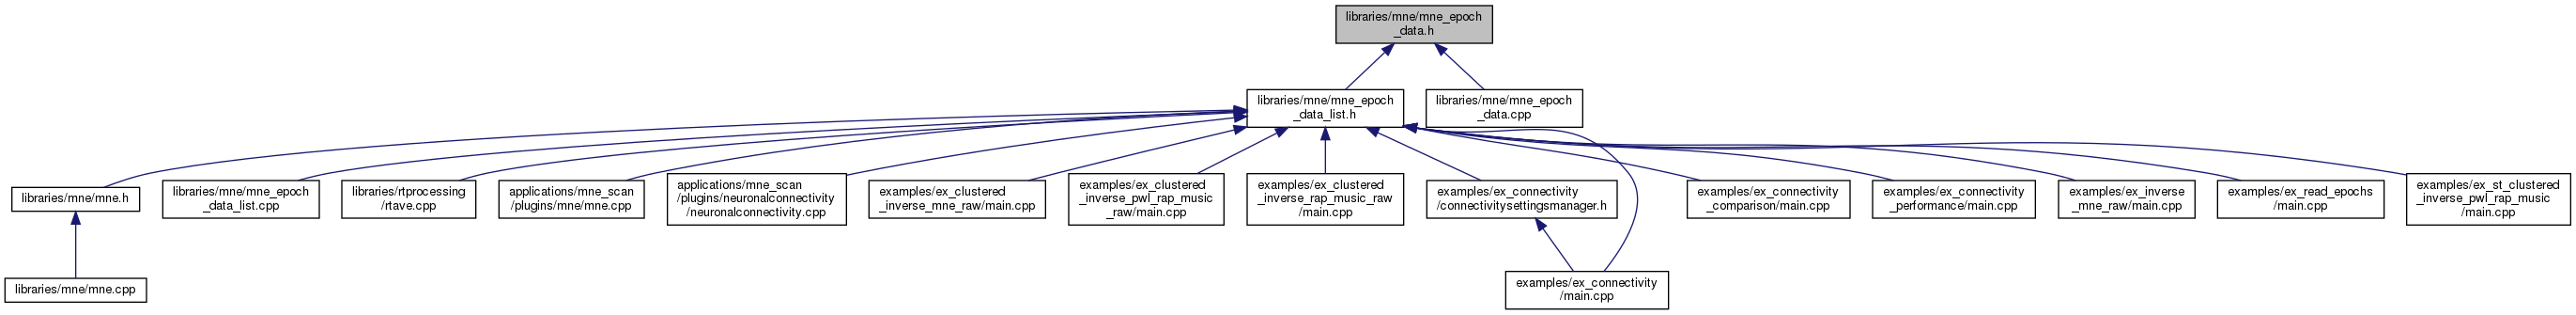 libraries/mne/mne_epoch
_data.h
libraries/mne/mne_epoch
_data_list.h
libraries/mne/mne_epoch
_data.cpp
libraries/mne/mne.h
libraries/mne/mne_epoch
_data_list.cpp
libraries/rtprocessing
/rtave.cpp
applications/mne_scan
/plugins/mne/mne.cpp
applications/mne_scan
/plugins/neuronalconnectivity
/neuronalconnectivity.cpp
examples/ex_clustered
_inverse_mne_raw/main.cpp
examples/ex_clustered
_inverse_pwl_rap_music
_raw/main.cpp
examples/ex_clustered
_inverse_rap_music_raw
/main.cpp
examples/ex_connectivity
/connectivitysettingsmanager.h
examples/ex_connectivity
_comparison/main.cpp
examples/ex_connectivity
_performance/main.cpp
examples/ex_inverse
_mne_raw/main.cpp
examples/ex_read_epochs
/main.cpp
examples/ex_st_clustered
_inverse_pwl_rap_music
/main.cpp
libraries/mne/mne.cpp
examples/ex_connectivity
/main.cpp